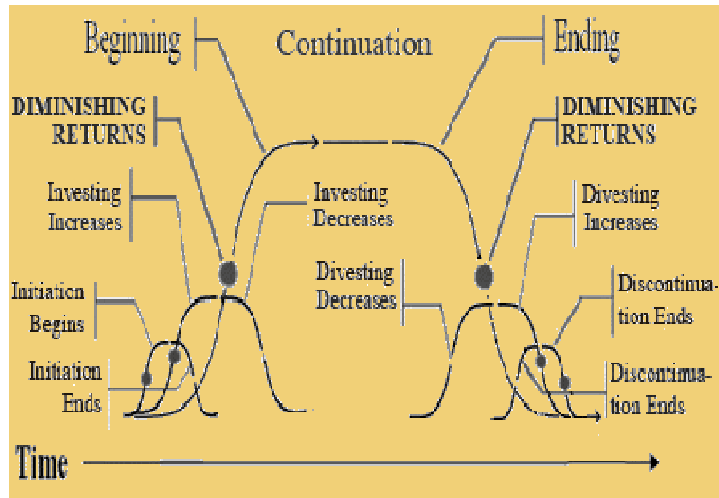 Beginning
Continuation
Ending
DIMINISHING
RETURNS
DIMINISHING
RETURNS
Investing
Increases
Investing
Decreases
Divesting
Increases
Divesting
Decreases
Initiation
Begins
Discontinua-
tion Ends
Initiation
Ends
Discontinua-
tion Ends
Time